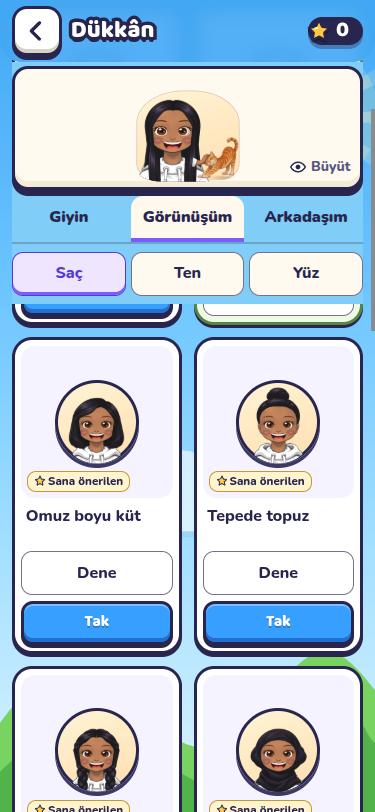 Dükkân
0
Büyüt
Giyin
Görünüşüm
Arkadaşım
Saç
Ten
Yüz
Sana önerilen
Sana önerilen
Omuz boyu küt
Tepede topuz
Dene
Dene
Tak
Tak
Sana önerilen
Sana önerilen